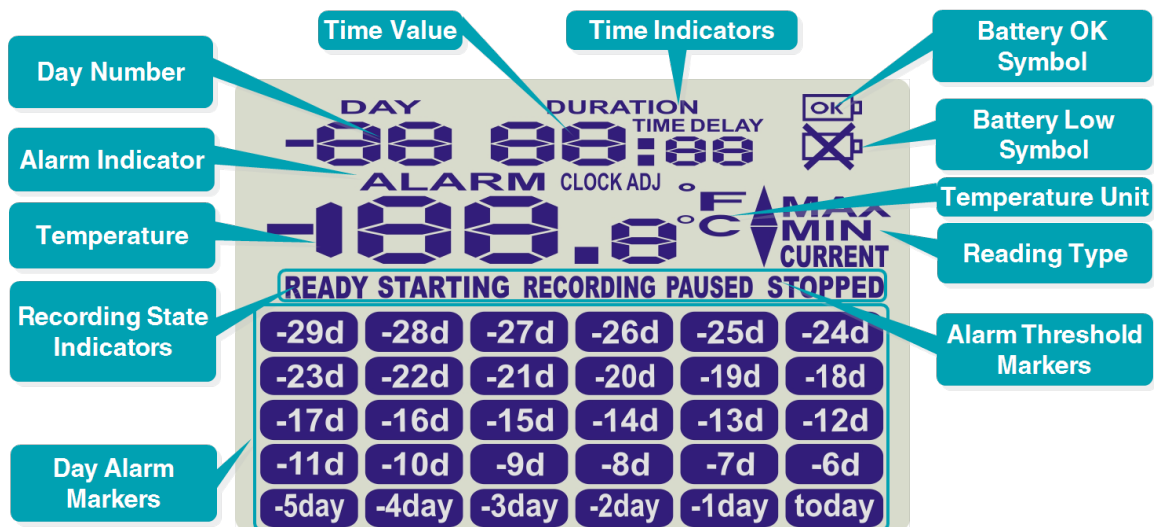 Time Value
Time Indicators
Battery OK
Symbol
Day Number
DAY
DURATION
OK
-88 88:88
TIME DELAY
Battery Low
Symbol
Alarm Indicator
ALARM
CLOCK ADJ
Temperature
-188.8
°F
°C
MAX
MIN
CURRENT
Temperature Unit
Reading Type
Recording State
Indicators
READY STARTING RECORDING PAUSED STOPPED
Alarm Threshold
Markers
-29d -28d -27d -26d -25d -24d
-23d -22d -21d -20d -19d -18d
-17d -16d -15d -14d -13d -12d
-11d -10d -9d -8d -7d -6d
-5day -4day -3day -2day -1day today
Day Alarm
Markers